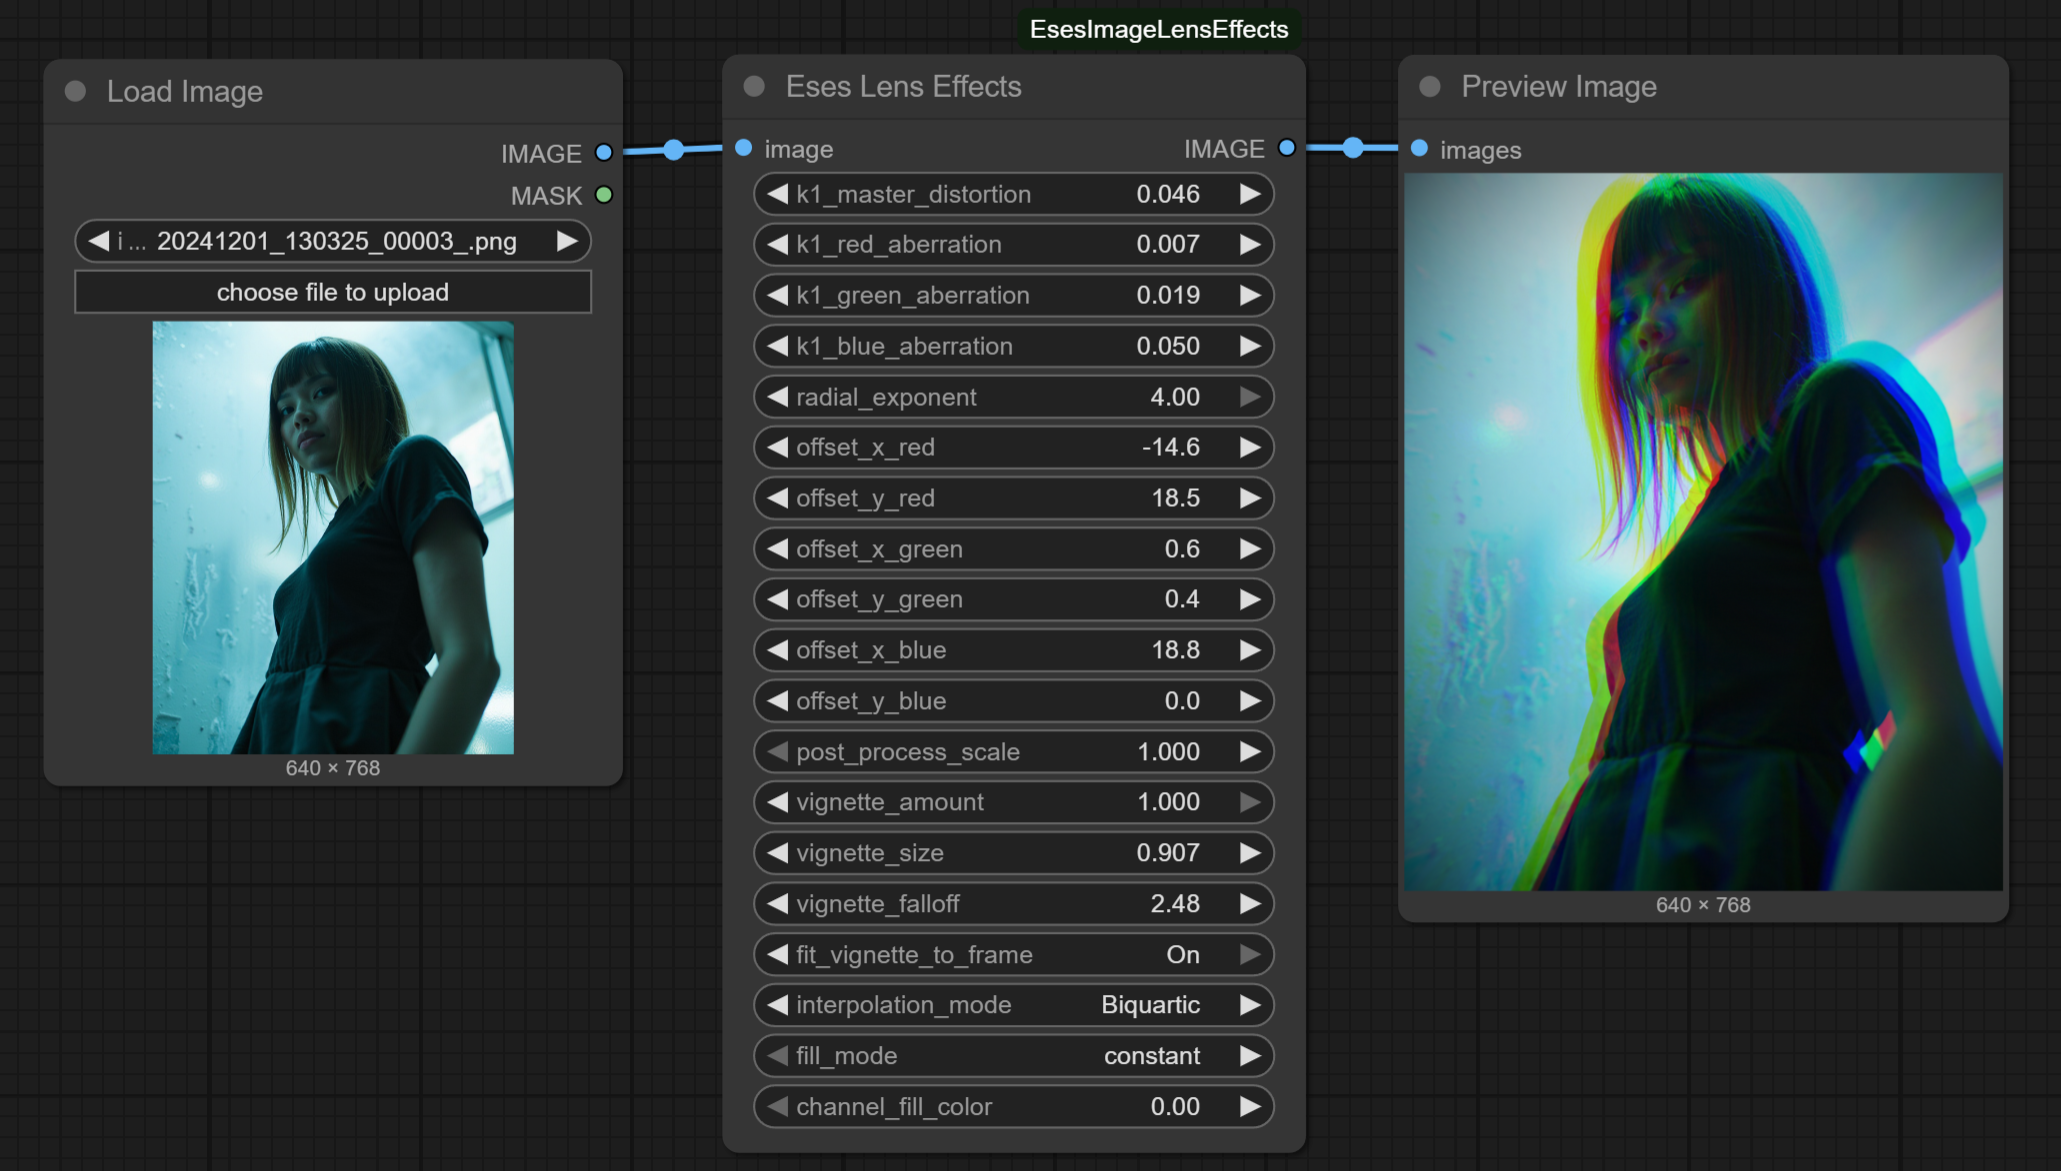 EsesImageLensEffects
Load Image
IMAGE
MASK
i ... 20241201_130325_00003_.png
choose file to upload
640 × 768
Eses Lens Effects
image IMAGE
k1_master_distortion 0.046
k1_red_aberration 0.007
k1_green_aberration 0.019
k1_blue_aberration 0.050
radial_exponent 4.00
offset_x_red -14.6
offset_y_red 18.5
offset_x_green 0.6
offset_y_green 0.4
offset_x_blue 18.8
offset_y_blue 0.0
post_process_scale 1.000
vignette_amount 1.000
vignette_size 0.907
vignette_falloff 2.48
fit_vignette_to_frame On
interpolation_mode Biquartic
fill_mode constant
channel_fill_color 0.00
Preview Image
images
640 × 768